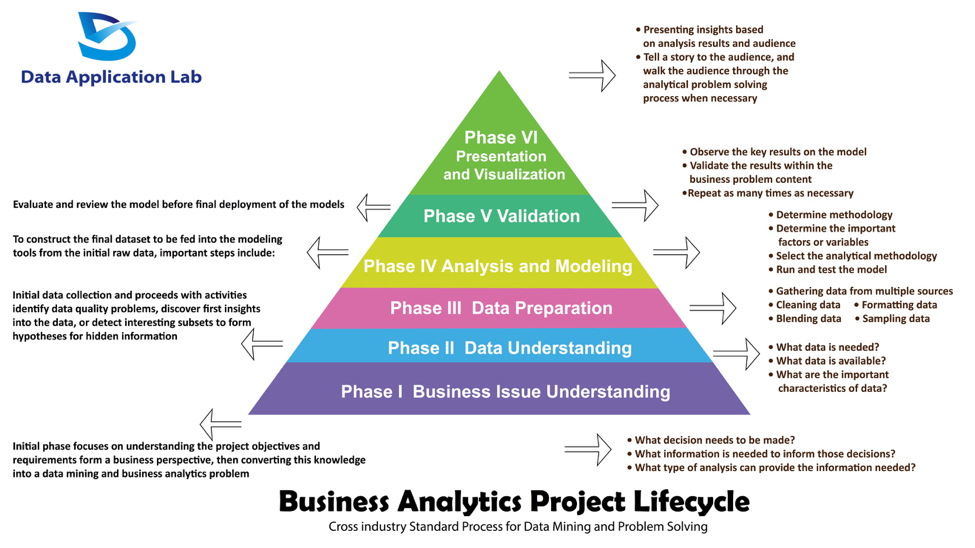 Data Application Lab
• Presenting insights based
on analysis results and audience
• Tell a story to the audience, and
walk the audience through the
analytical problem solving
process when necessary
Phase VI
Presentation
and Visualization
• Observe the key results on the model
• Validate the results within the
business problem content
•Repeat as many times as necessary
Evaluate and review the model before final deployment of the models
Phase V Validation
• Determine methodology
• Determine the important
factors or variables
• Select the analytical methodology
• Run and test the model
To construct the final dataset to be fed into the modeling
tools from the initial raw data, important steps include:
Phase IV Analysis and Modeling
• Gathering data from multiple sources
• Cleaning data • Formatting data
• Blending data • Sampling data
Initial data collection and proceeds with activities
identify data quality problems, discover first insights
into the data, or detect interesting subsets to form
hypotheses for hidden information
Phase III Data Preparation
Phase II Data Understanding
• What data is needed?
• What data is available?
• What are the important
characteristics of data?
Phase I Business Issue Understanding
Initial phase focuses on understanding the project objectives and
requirements form a business perspective, then converting this knowledge
into a data mining and business analytics problem
• What decision needs to be made?
• What information is needed to inform those decisions?
• What type of analysis can provide the information needed?
Business Analytics Project Lifecycle
Cross industry Standard Process for Data Mining and Problem Solving